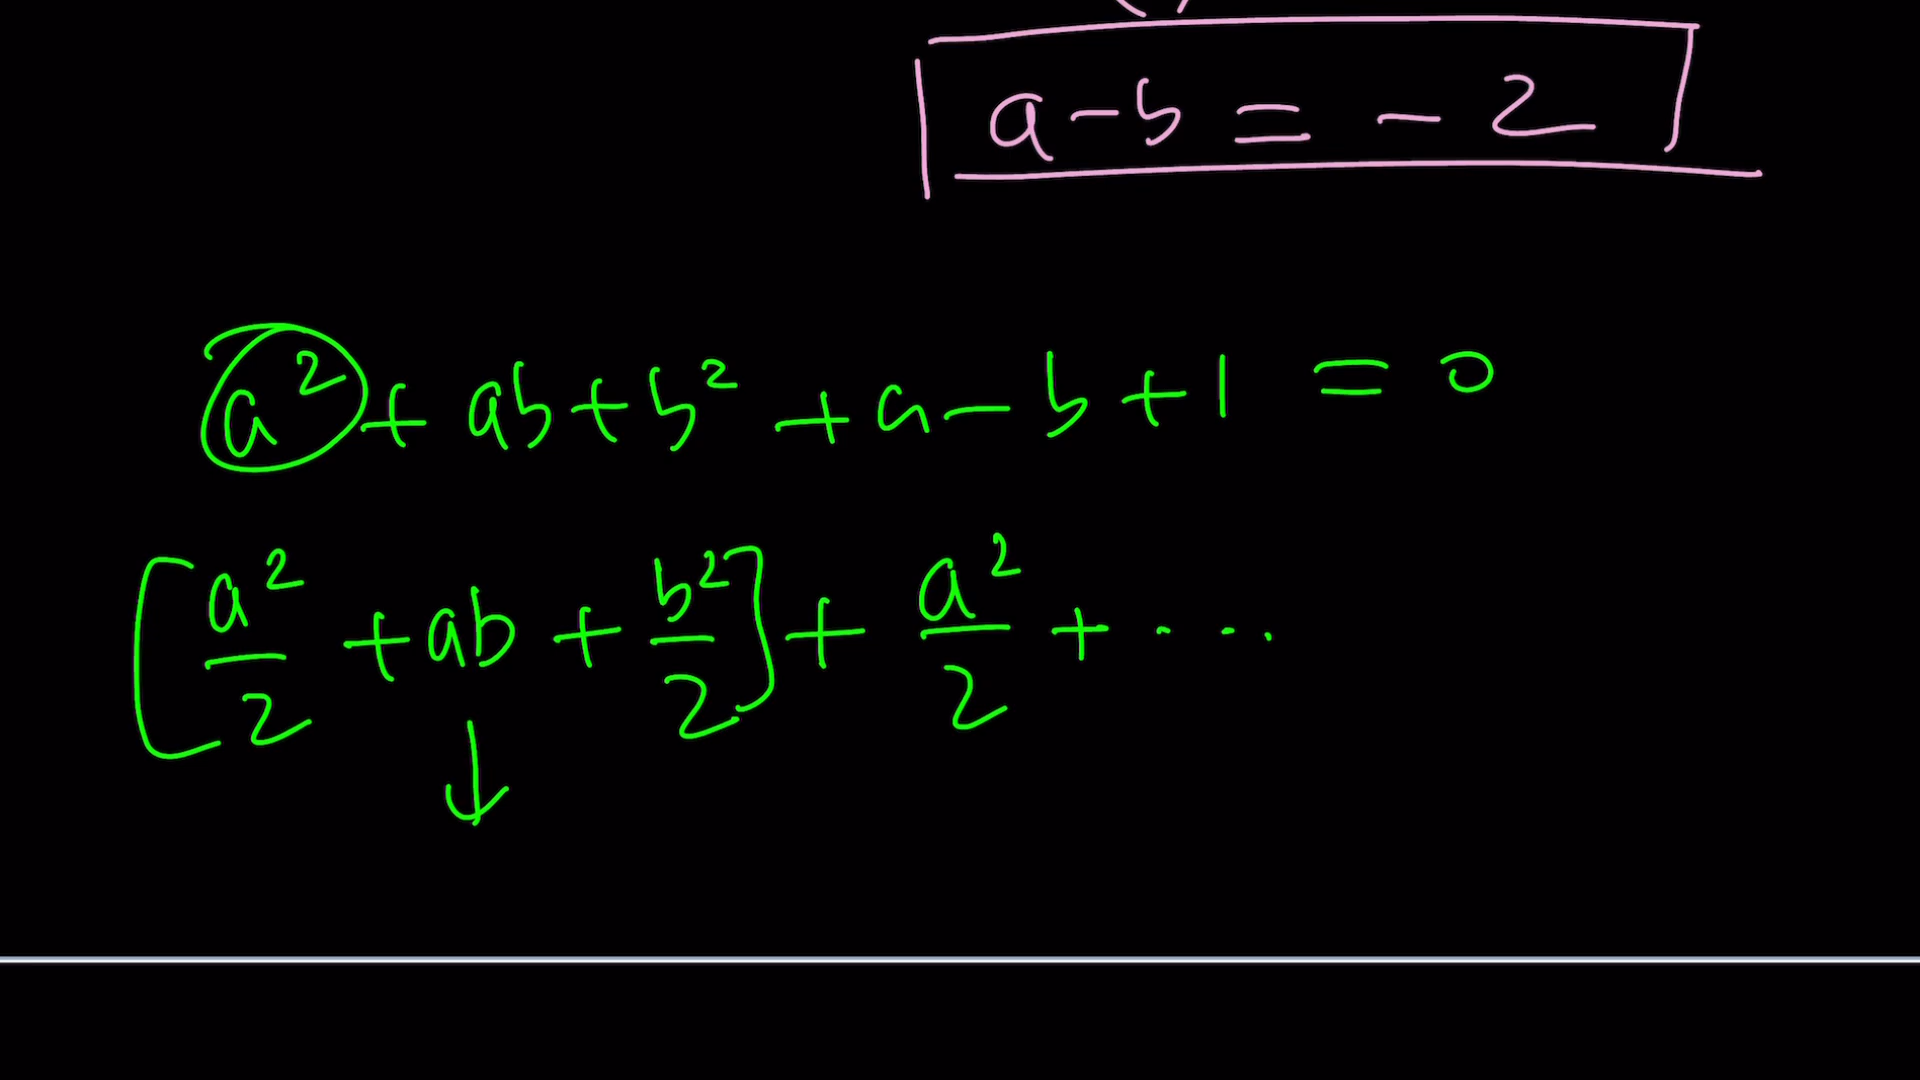 a - b = - 2
a² + ab + b² + a - b + 1 = 0
[a²/2 + ab + b²/2] + a²/2 + ...